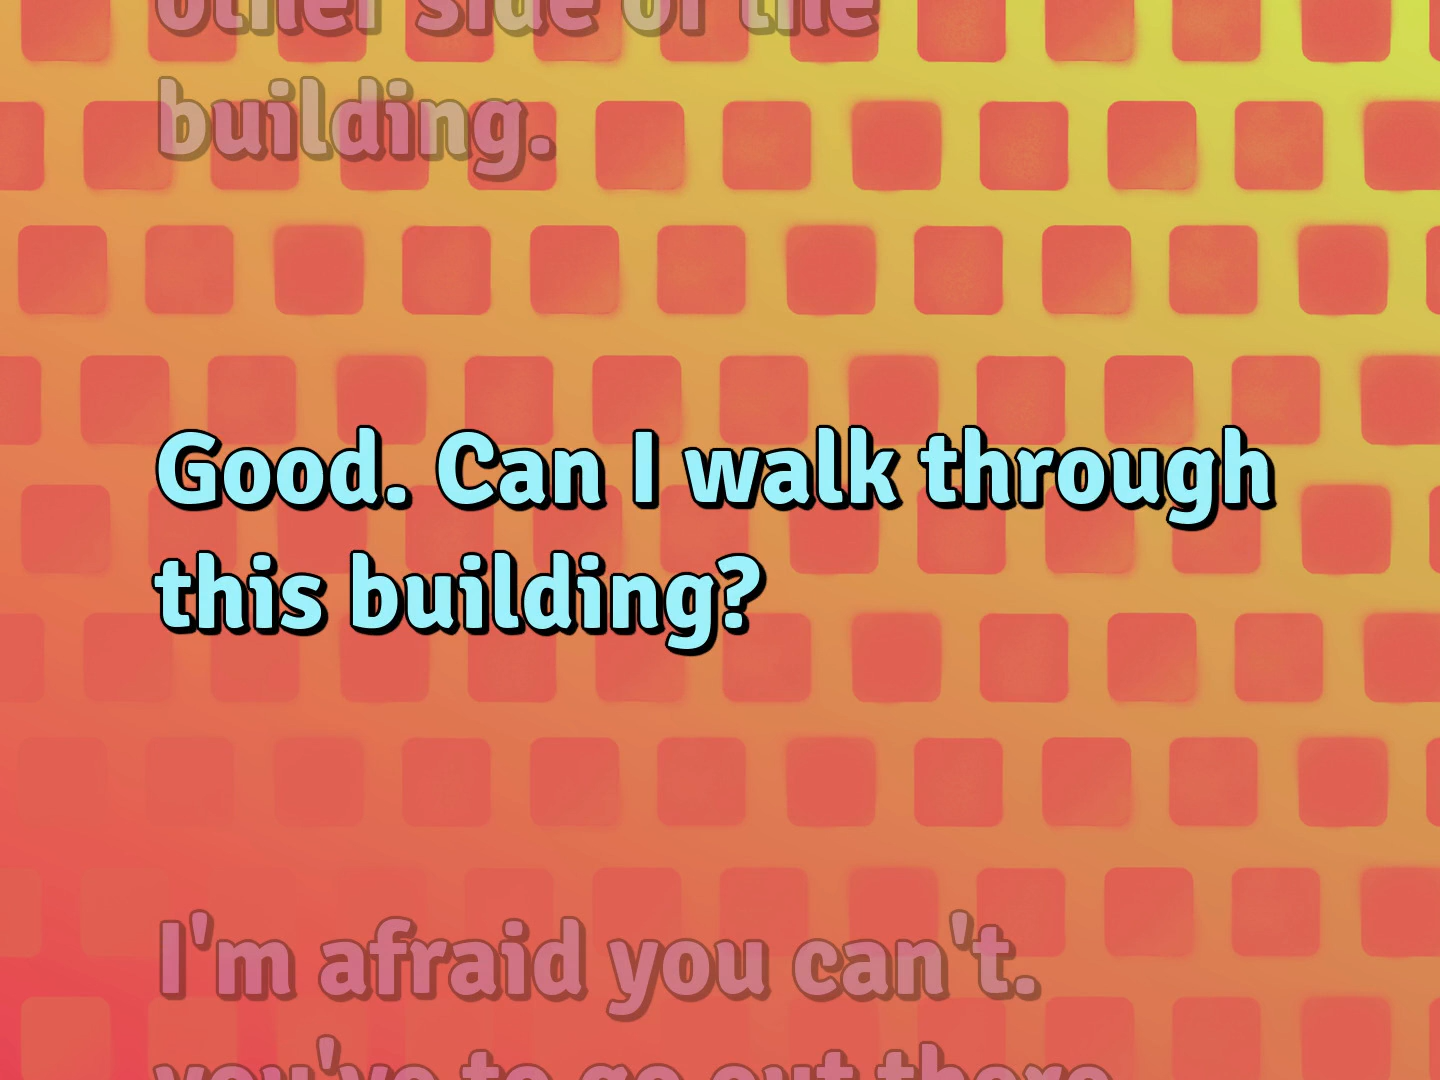 other side of the
building.
Good. Can I walk through
this building?
I'm afraid you can't.
you've to go out there